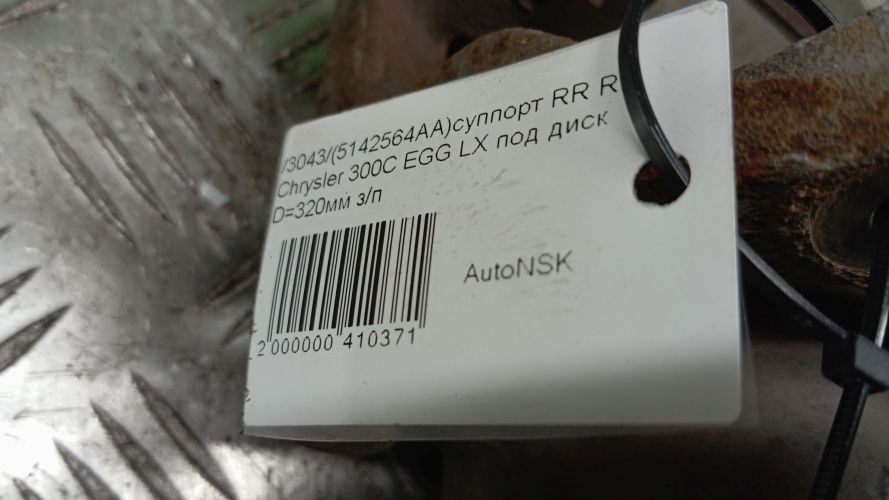 /3043/(5142564AA)суппорт RR R
Chrysler 300C EGG LX под диск
D=320мм з/п
AutoNSK
2 000000 410371